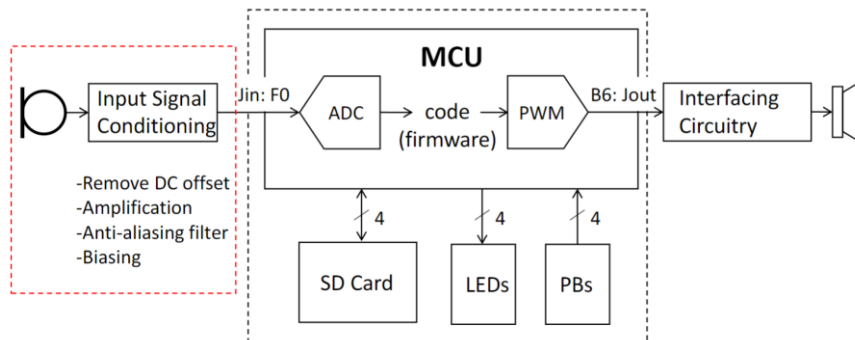 MCU
Input Signal
Conditioning
Jin: F0
ADC
code
(firmware)
PWM
B6: Jout
Interfacing
Circuitry
-Remove DC offset
-Amplification
-Anti-aliasing filter
-Biasing
4
4
4
SD Card
LEDs
PBs